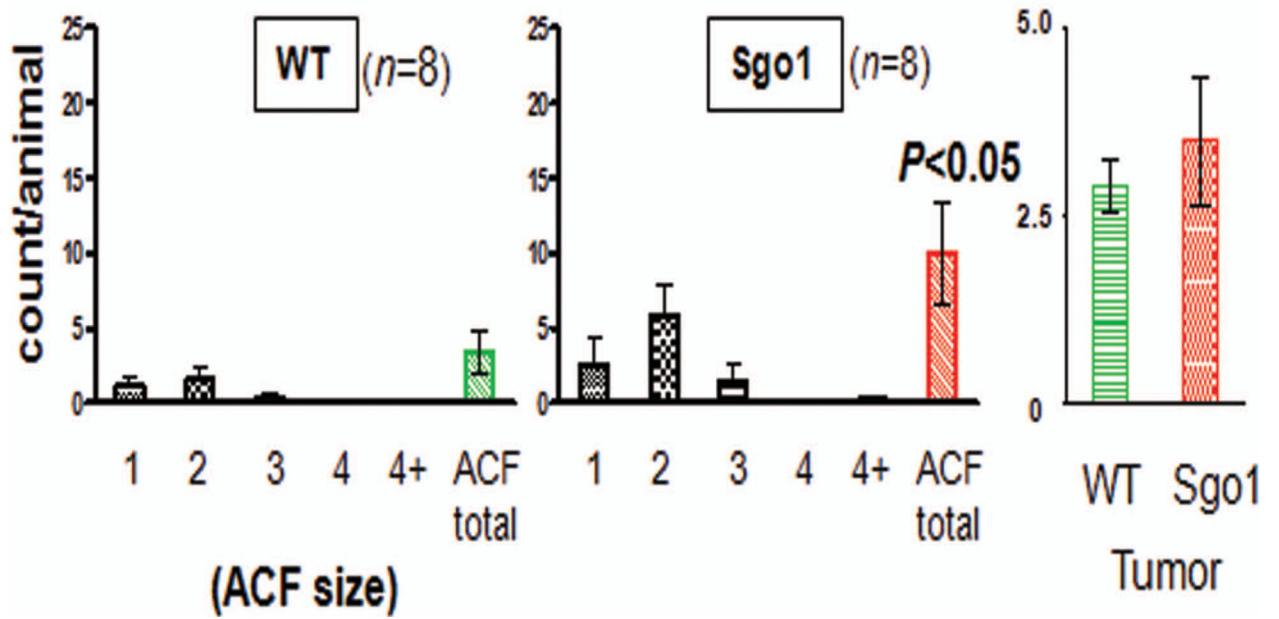 count/animal
25
20
15
10
5
0
WT (n=8)
1 2 3 4 4+ ACF
total
(ACF size)
25
20
15
10
5
0
Sgo1 (n=8)
P<0.05
1 2 3 4 4+ ACF
total
5.0
2.5
0
WT Sgo1
Tumor